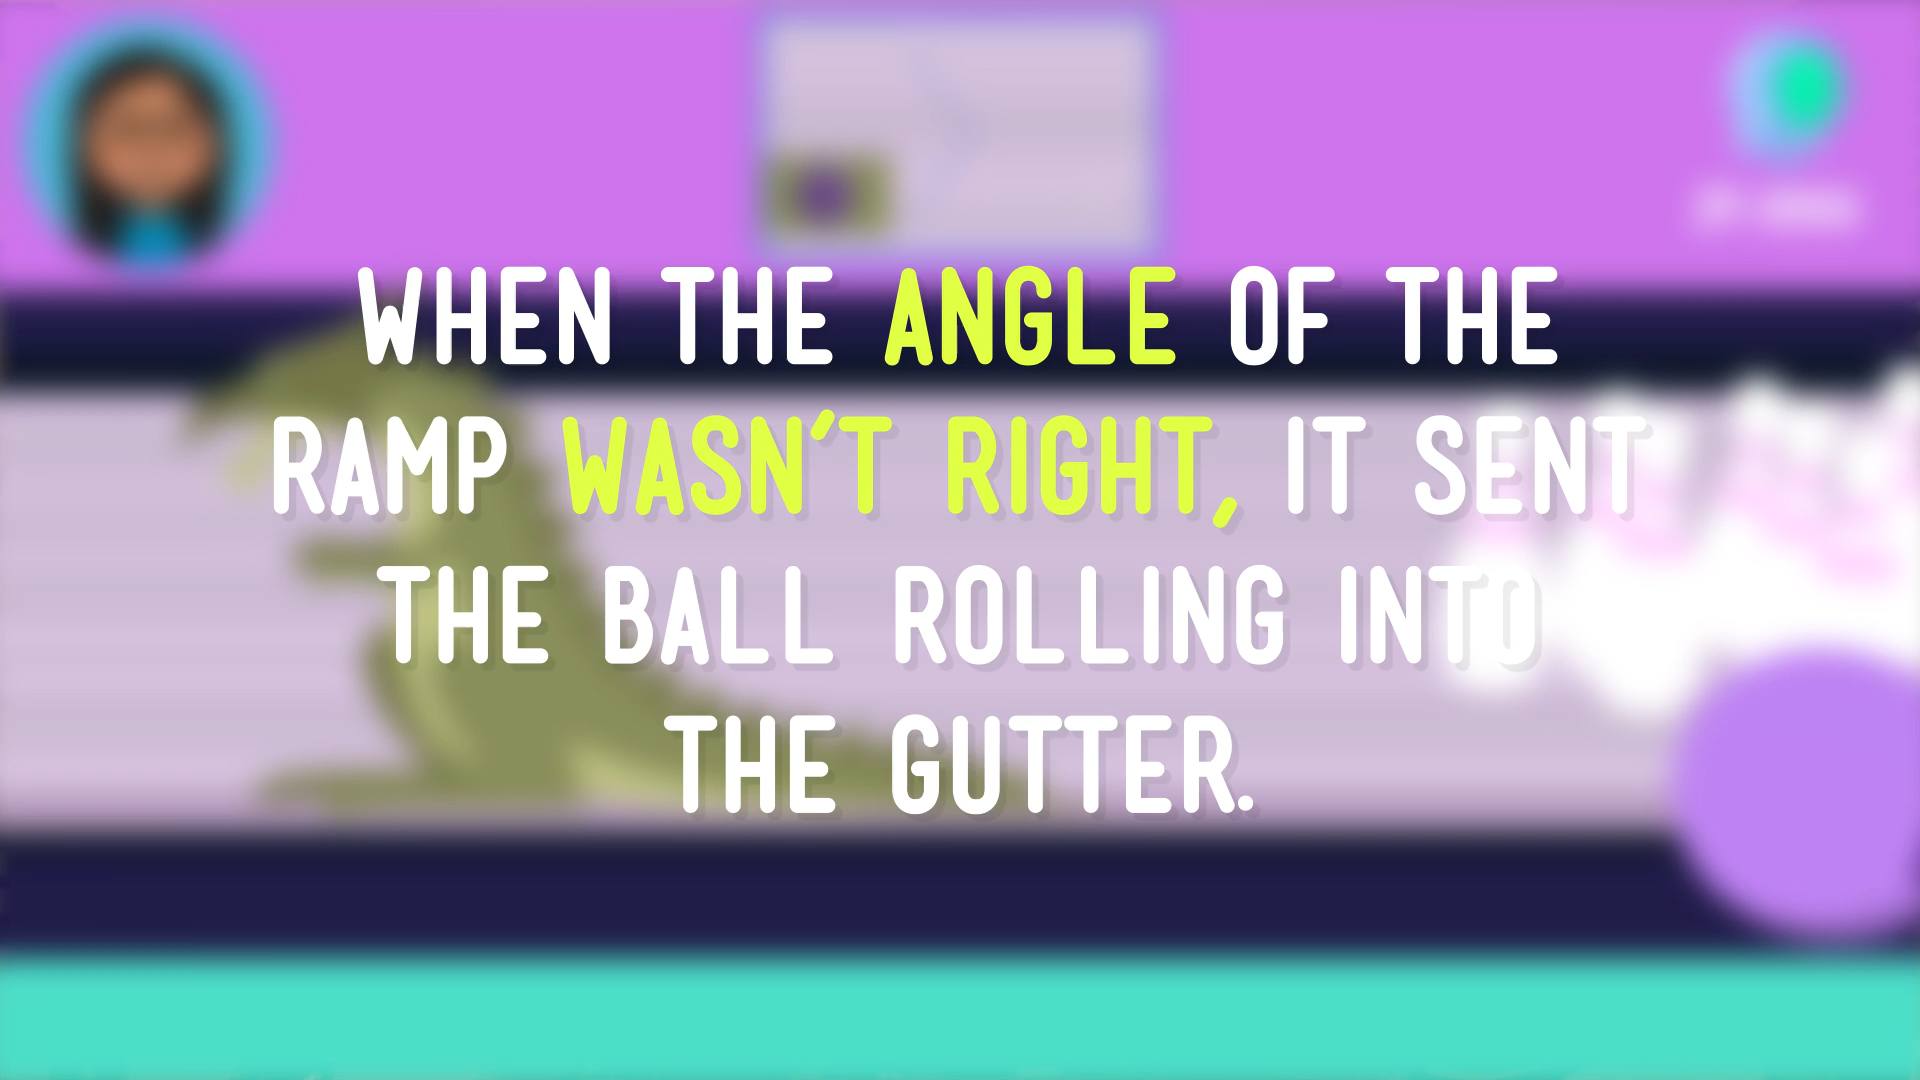 WHEN THE ANGLE OF THE
RAMP WASN'T RIGHT, IT SENT
THE BALL ROLLING INTO
THE GUTTER.